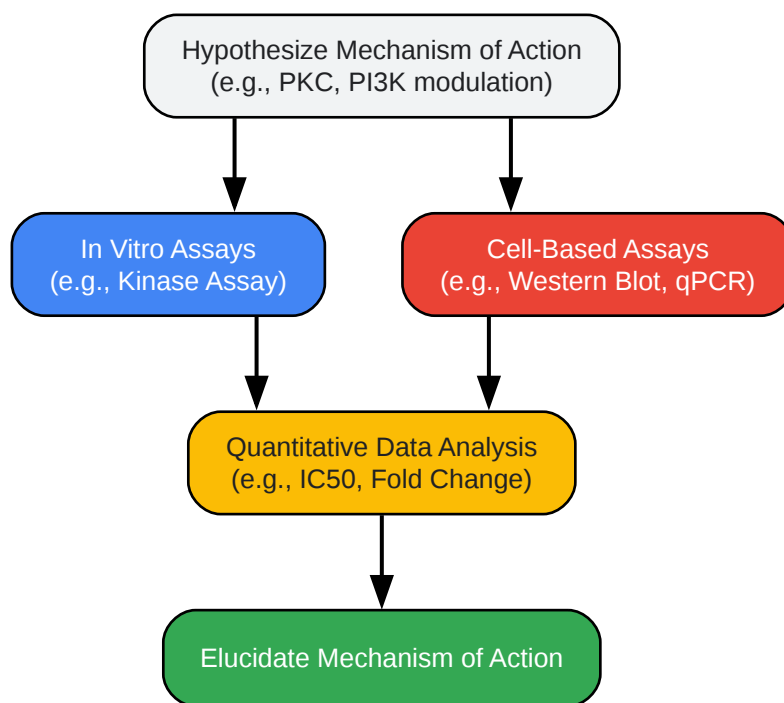 Hypothesize Mechanism of Action
(e.g., PKC, PI3K modulation)
In Vitro Assays
(e.g., Kinase Assay)
Cell-Based Assays
(e.g., Western Blot, qPCR)
Quantitative Data Analysis
(e.g., IC50, Fold Change)
Elucidate Mechanism of Action